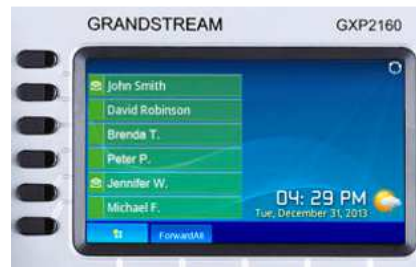 GRANDSTREAM GXP2160
John Smith
David Robinson
Brenda T.
Peter P.
Jennifer W.
Michael F.
04: 29 PM
Tue, December 31, 2013
ForwardAll